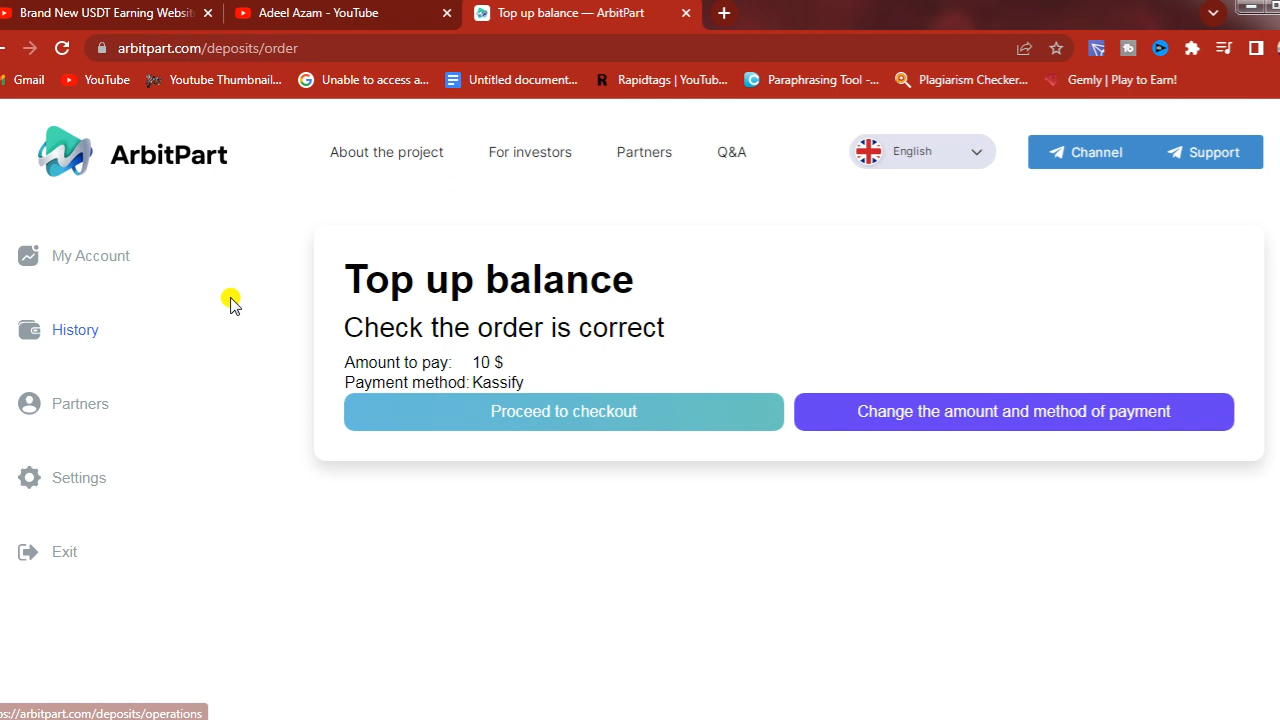 Brand New USDT Earning Websit
Adeel Azam - YouTube
Top up balance — ArbitPart
arbitpart.com/deposits/order
Gmail
YouTube
Youtube Thumbnail...
Unable to access a...
Untitled document...
Rapidtags | YouTub...
Paraphrasing Tool -...
Plagiarism Checker...
Gemly | Play to Earn!
ArbitPart
About the project
For investors
Partners
Q&A
English
Channel
Support
My Account
History
Partners
Settings
Exit
Top up balance
Check the order is correct
Amount to pay: 10 $
Payment method: Kassify
Proceed to checkout
Change the amount and method of payment
ps://arbitpart.com/deposits/operations